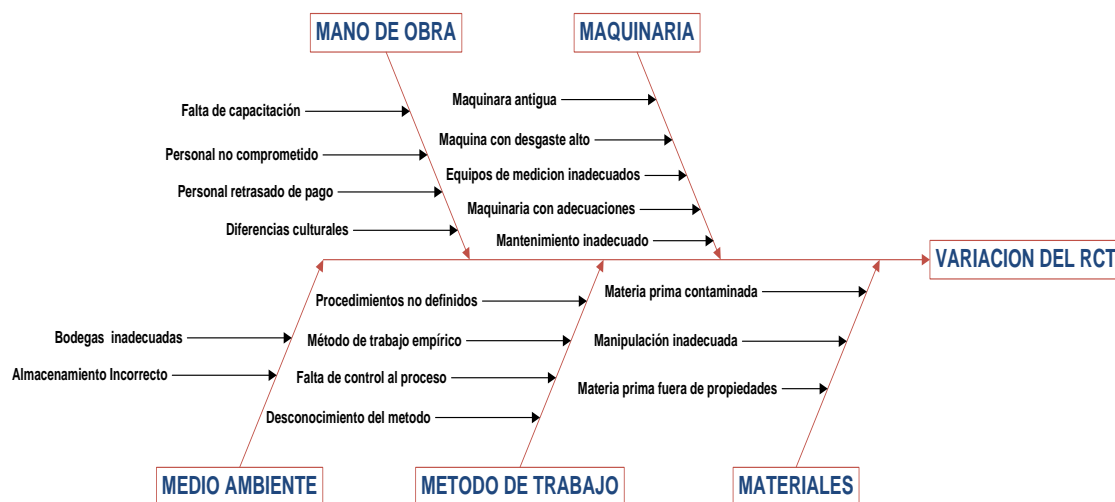 MANO DE OBRA
MAQUINARIA
Falta de capacitación
Personal no comprometido
Personal retrasado de pago
Diferencias culturales
Maquinara antigua
Maquina con desgaste alto
Equipos de medicion inadecuados
Maquinaria con adecuaciones
Mantenimiento inadecuado
VARIACION DEL RCT
Bodegas inadecuadas
Almacenamiento Incorrecto
Procedimientos no definidos
Método de trabajo empírico
Falta de control al proceso
Desconocimiento del metodo
Materia prima contaminada
Manipulación inadecuada
Materia prima fuera de propiedades
MEDIO AMBIENTE
METODO DE TRABAJO
MATERIALES